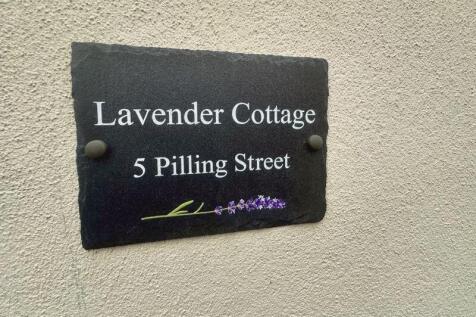 Lavender Cottage
5 Pilling Street